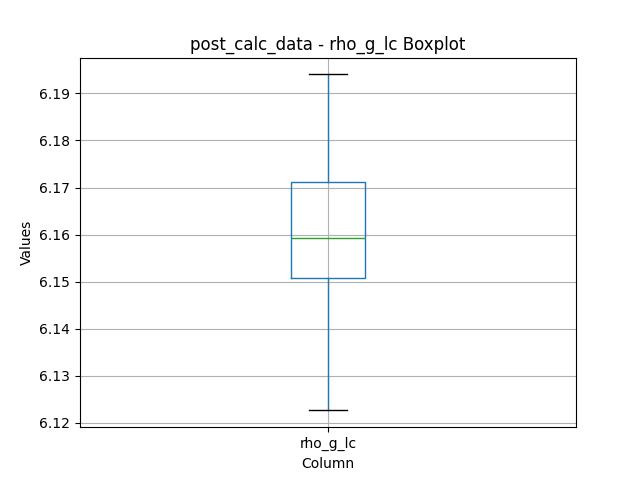 post_calc_data - rho_g_lc Boxplot
6.19
6.18
6.17
6.16
6.15
6.14
6.13
6.12
Values
rho_g_lc
Column